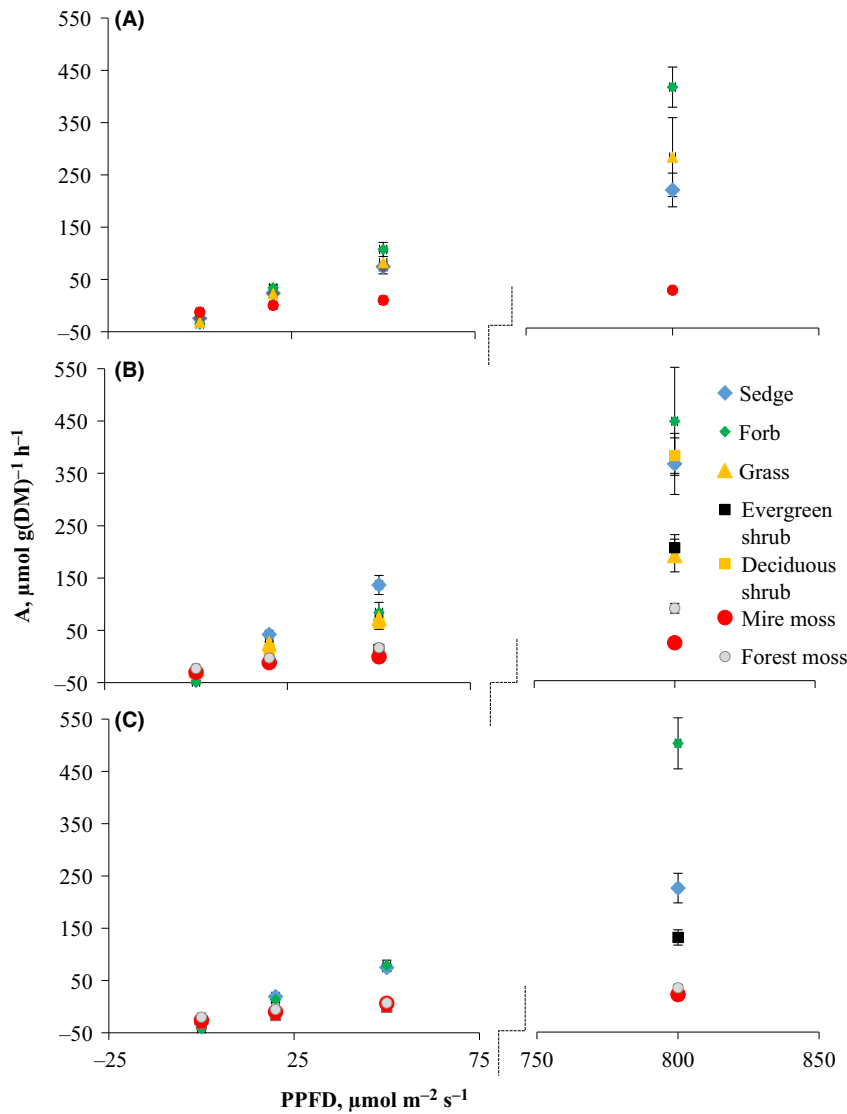 (A)
550
450
350
250
150
50
–50
(B)
550
450
350
250
150
50
–50
Sedge
Forb
Grass
Evergreen
shrub
Deciduous
shrub
Mire moss
Forest moss
A, µmol g(DM)⁻¹ h⁻¹
(C)
550
450
350
250
150
50
–50
–25 25 75 750 800 850
PPFD, µmol m⁻² s⁻¹